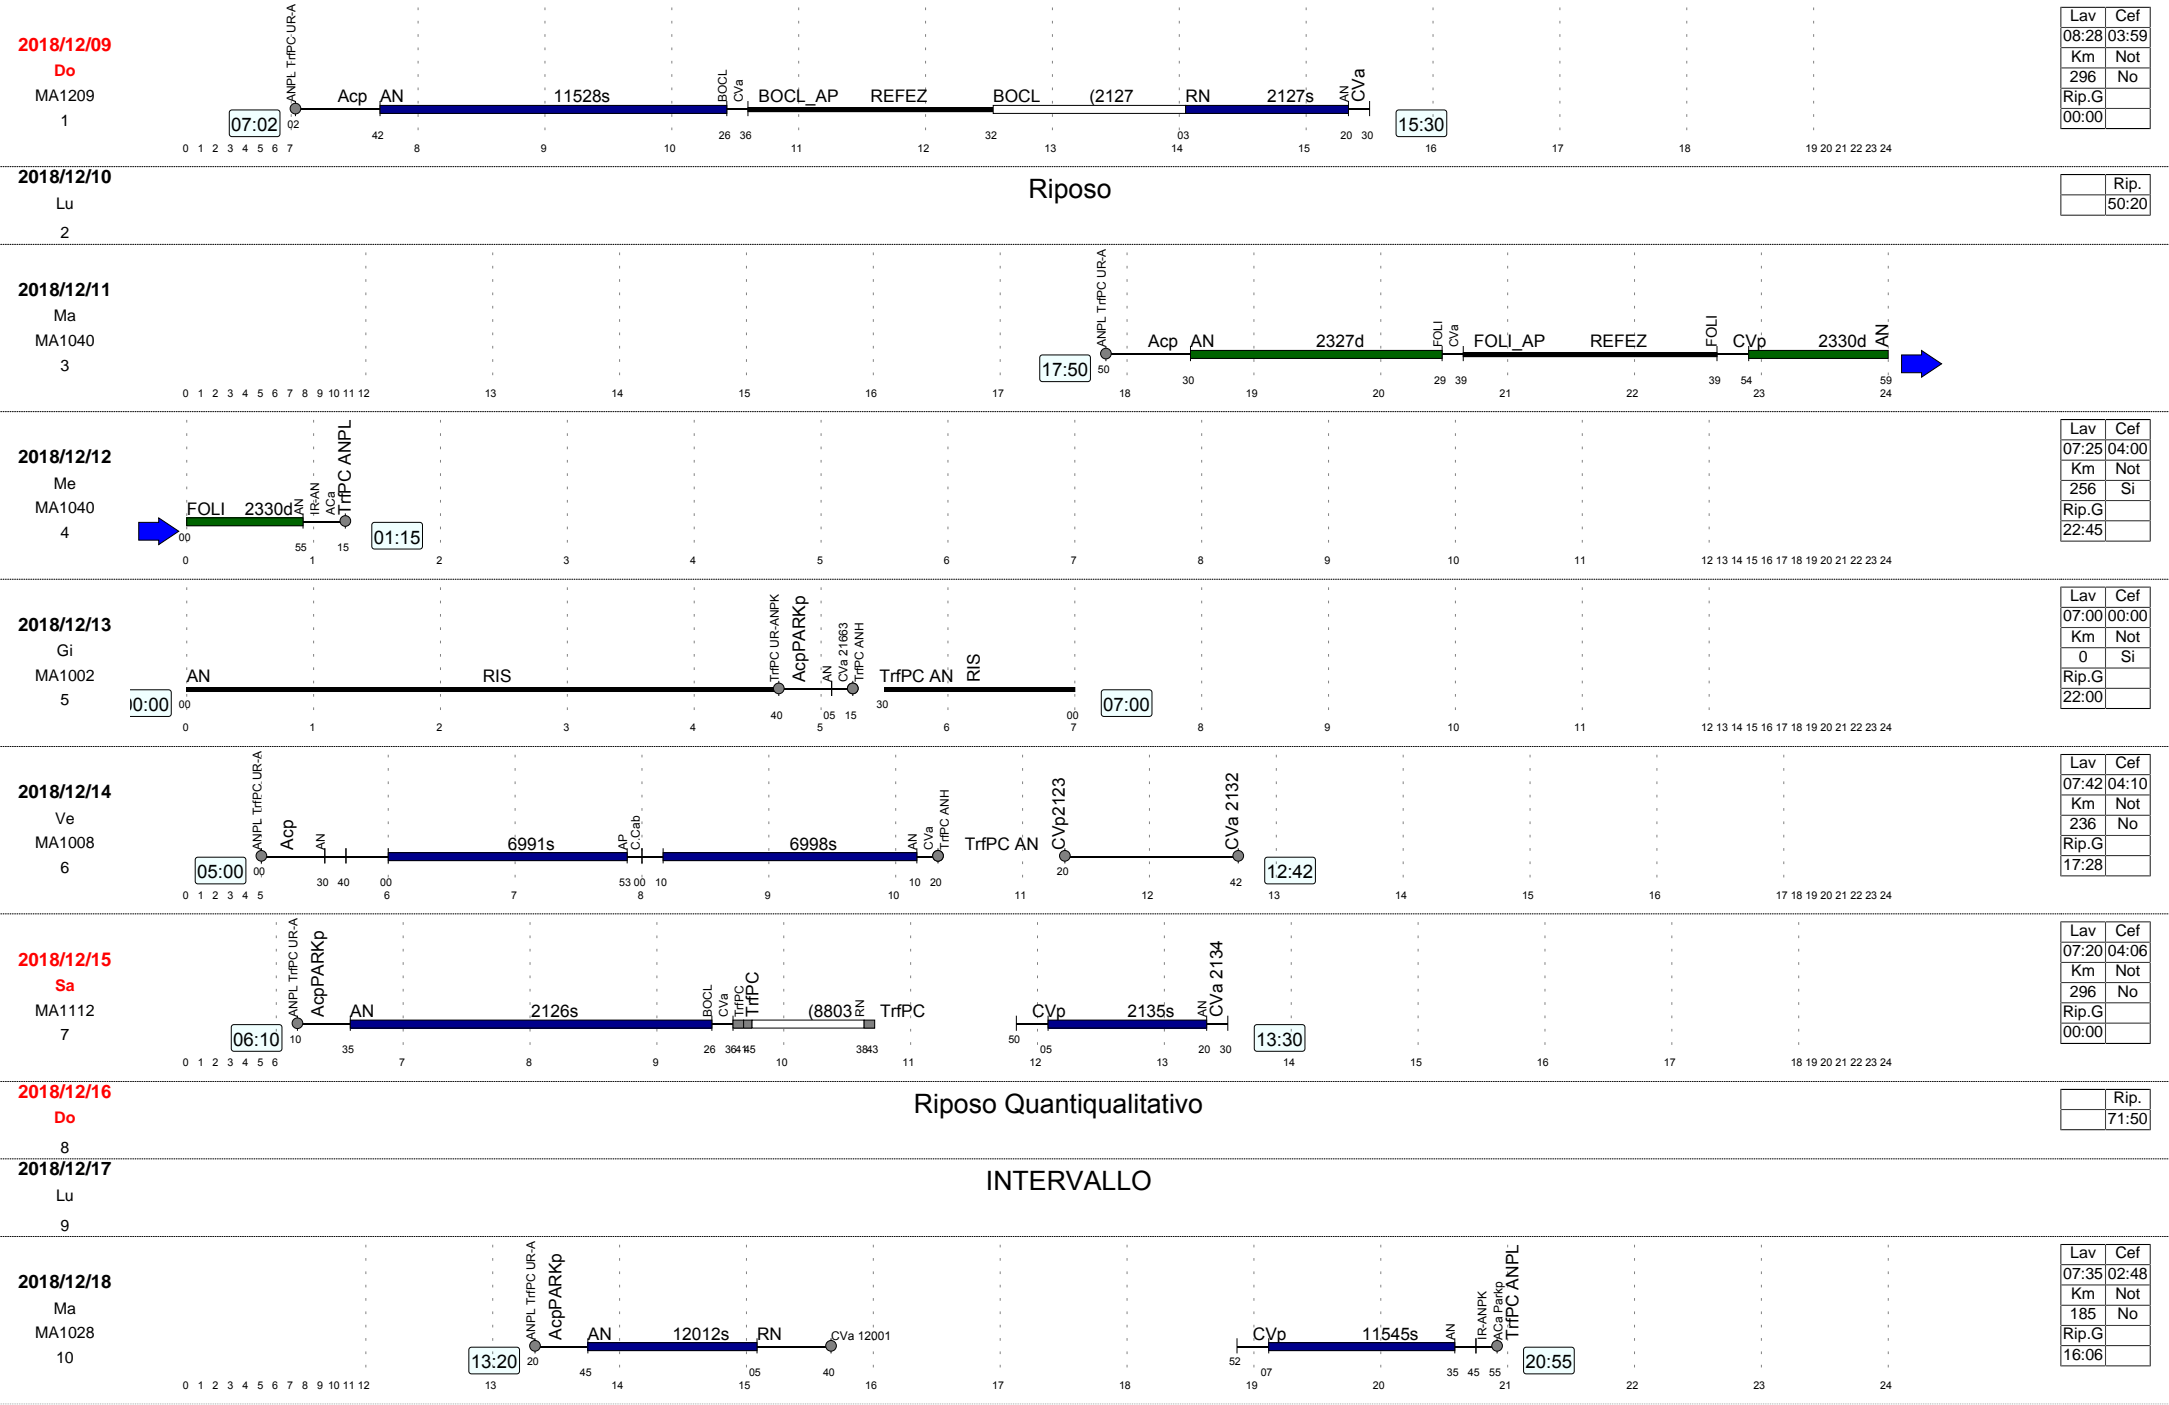 2018/12/09
Do
MA1209
1
07:02
ANPL TrfPC UR-A
Acp AN 11528s BOCL CVa BOCL_AP REFEZ BOCL (2127 RN 2127s AN CVa
02 42 26 36 32 03 20 30
15:30
0 1 2 3 4 5 6 7 8 9 10 11 12 13 14 15 16 17 18 19 20 21 22 23 24
Lav Cef
08:28 03:59
Km Not
296 No
Rip.G
00:00
2018/12/10
Lu
2
Riposo
Rip.
50:20
2018/12/11
Ma
MA1040
3
17:50
ANPL TrfPC UR-A
Acp AN 2327d FOLI CVa FOLI_AP REFEZ FOLI CVp 2330d AN
50 30 29 39 39 54 59
0 1 2 3 4 5 6 7 8 9 10 11 12 13 14 15 16 17 18 19 20 21 22 23 24
2018/12/12
Me
MA1040
4
FOLI 2330d AN IR-AN ACa TrfPC ANPL
00 55 15
01:15
0 1 2 3 4 5 6 7 8 9 10 11 12 13 14 15 16 17 18 19 20 21 22 23 24
Lav Cef
07:25 04:00
Km Not
256 Si
Rip.G
22:45
2018/12/13
Gi
MA1002
5
00:00
AN RIS TrfPC UR-ANPK AcpPARKp AN CVa 21663 TrfPC ANH TrfPC AN RIS
00 40 05 15 30 00
07:00
0 1 2 3 4 5 6 7 8 9 10 11 12 13 14 15 16 17 18 19 20 21 22 23 24
Lav Cef
07:00 00:00
Km Not
0 Si
Rip.G
22:00
2018/12/14
Ve
MA1008
6
05:00
ANPL TrfPC UR-A
Acp AN 6991s AP C.Cab 6998s AN CVa TrfPC ANH TrfPC AN CVp2123 CVa 2132
00 30 40 00 53 00 10 10 20 20 42
12:42
0 1 2 3 4 5 6 7 8 9 10 11 12 13 14 15 16 17 18 19 20 21 22 23 24
Lav Cef
07:42 04:10
Km Not
236 No
Rip.G
17:28
2018/12/15
Sa
MA1112
7
06:10
ANPL TrfPC UR-A
AcpPARKp AN 2126s BOCL CVa TrfPC TrfPC (8803 RN TrfPC CVp 2135s AN CVa 2134
10 35 26 36 41 45 38 43 50 05 20 30
13:30
0 1 2 3 4 5 6 7 8 9 10 11 12 13 14 15 16 17 18 19 20 21 22 23 24
Lav Cef
07:20 04:06
Km Not
296 No
Rip.G
00:00
2018/12/16
Do
8
Riposo Quantiqualitativo
Rip.
71:50
2018/12/17
Lu
9
INTERVALLO
2018/12/18
Ma
MA1028
10
13:20
ANPL TrfPC UR-A
AcpPARKp AN 12012s RN CVa 12001 CVp 11545s AN IR-ANPK ACa Parkp TrfPC ANPL
20 45 05 40 52 07 35 45 55
20:55
0 1 2 3 4 5 6 7 8 9 10 11 12 13 14 15 16 17 18 19 20 21 22 23 24
Lav Cef
07:35 02:48
Km Not
185 No
Rip.G
16:06